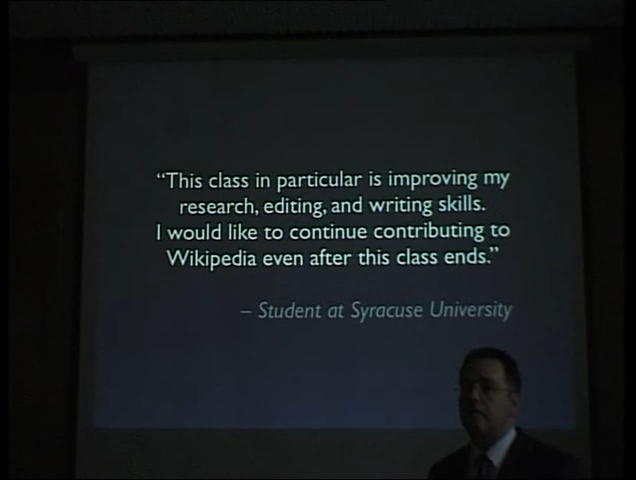 “This class in particular is improving my
research, editing, and writing skills.
I would like to continue contributing to
Wikipedia even after this class ends.”
– Student at Syracuse University